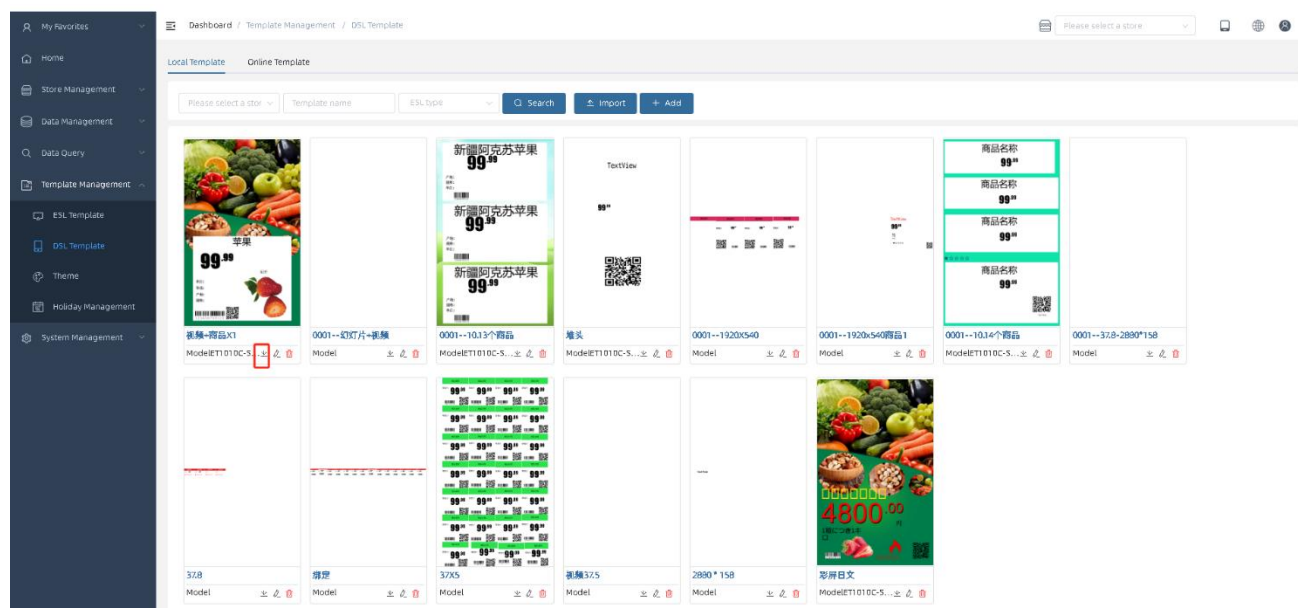 My Favorites
Dashboard / Template Management / DSL Template
Please select a store
Home
Local Template
Online Template
Store Management
Please select a stor
Template name
ESL type
Search
Import
+ Add
Data Management
Data Query
Template Management
ESL Template
DSL Template
Theme
Holiday Management
System Management
苹果
99.99
新疆阿克苏苹果
99.99
新疆阿克苏苹果
99.99
新疆阿克苏苹果
99.99
TextView
99.99
商品名称
99.99
商品名称
99.99
商品名称
99.99
商品名称
99.99
视频+商品X1
0001--幻灯片+视频
0001--10.13个商品
堆头
0001--1920X540
0001--1920x540商品1
0001--10.14个商品
0001--37.8-2880*158
ModelET1010C-S...
Model
ModelET1010C-S...
ModelET1010C-S...
Model
Model
ModelET1010C-S...
Model
4800.00
円
37.8
绑定
37X5
视频37.5
2880 * 158
彩屏日文
Model
Model
Model
Model
Model
ModelET1010C-S...